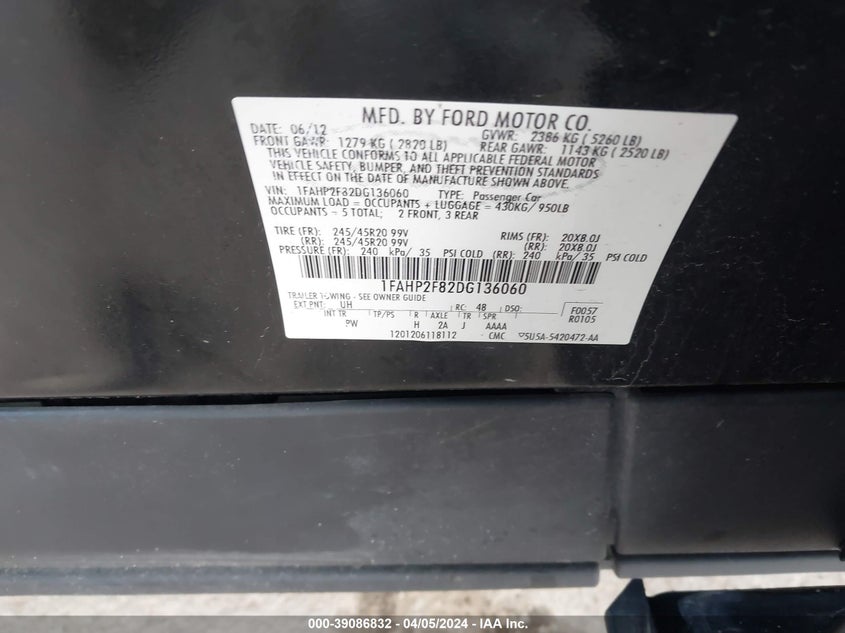 MFD. BY FORD MOTOR CO.
DATE: 06/12 GVWR: 2386 KG ( 5260 LB)
FRONT GAWR: 1279 KG ( 2820 LB) REAR GAWR: 1143 KG ( 2520 LB)
THIS VEHICLE CONFORMS TO ALL APPLICABLE FEDERAL MOTOR
VEHICLE SAFETY, BUMPER, AND THEFT PREVENTION STANDARDS
IN EFFECT ON THE DATE OF MANUFACTURE SHOWN ABOVE.
VIN: 1FAHP2F82DG136060 TYPE: Passenger Car
MAXIMUM LOAD = OCCUPANTS + LUGGAGE = 430KG/ 950LB
OCCUPANTS = 5 TOTAL; 2 FRONT, 3 REAR
TIRE (FR): 245/45R20 99V RIMS (FR): 20X8.0J
(RR): 245/45R20 99V (RR): 20X8.0J
PRESSURE (FR): 240 kPa/ 35 PSI COLD (RR): 240 kPa/ 35 PSI COLD
1FAHP2F82DG136060
TRAILER TOWING - SEE OWNER GUIDE
EXT PNT: UH RC: 48 DSO: F0057
INT TR TP/PS R AXLE TR SPR R0105
PW H 2A J AAAA
1201206118112 CMC 5U5A-5420472-AA
000-39086832 - 04/05/2024 - IAA Inc.